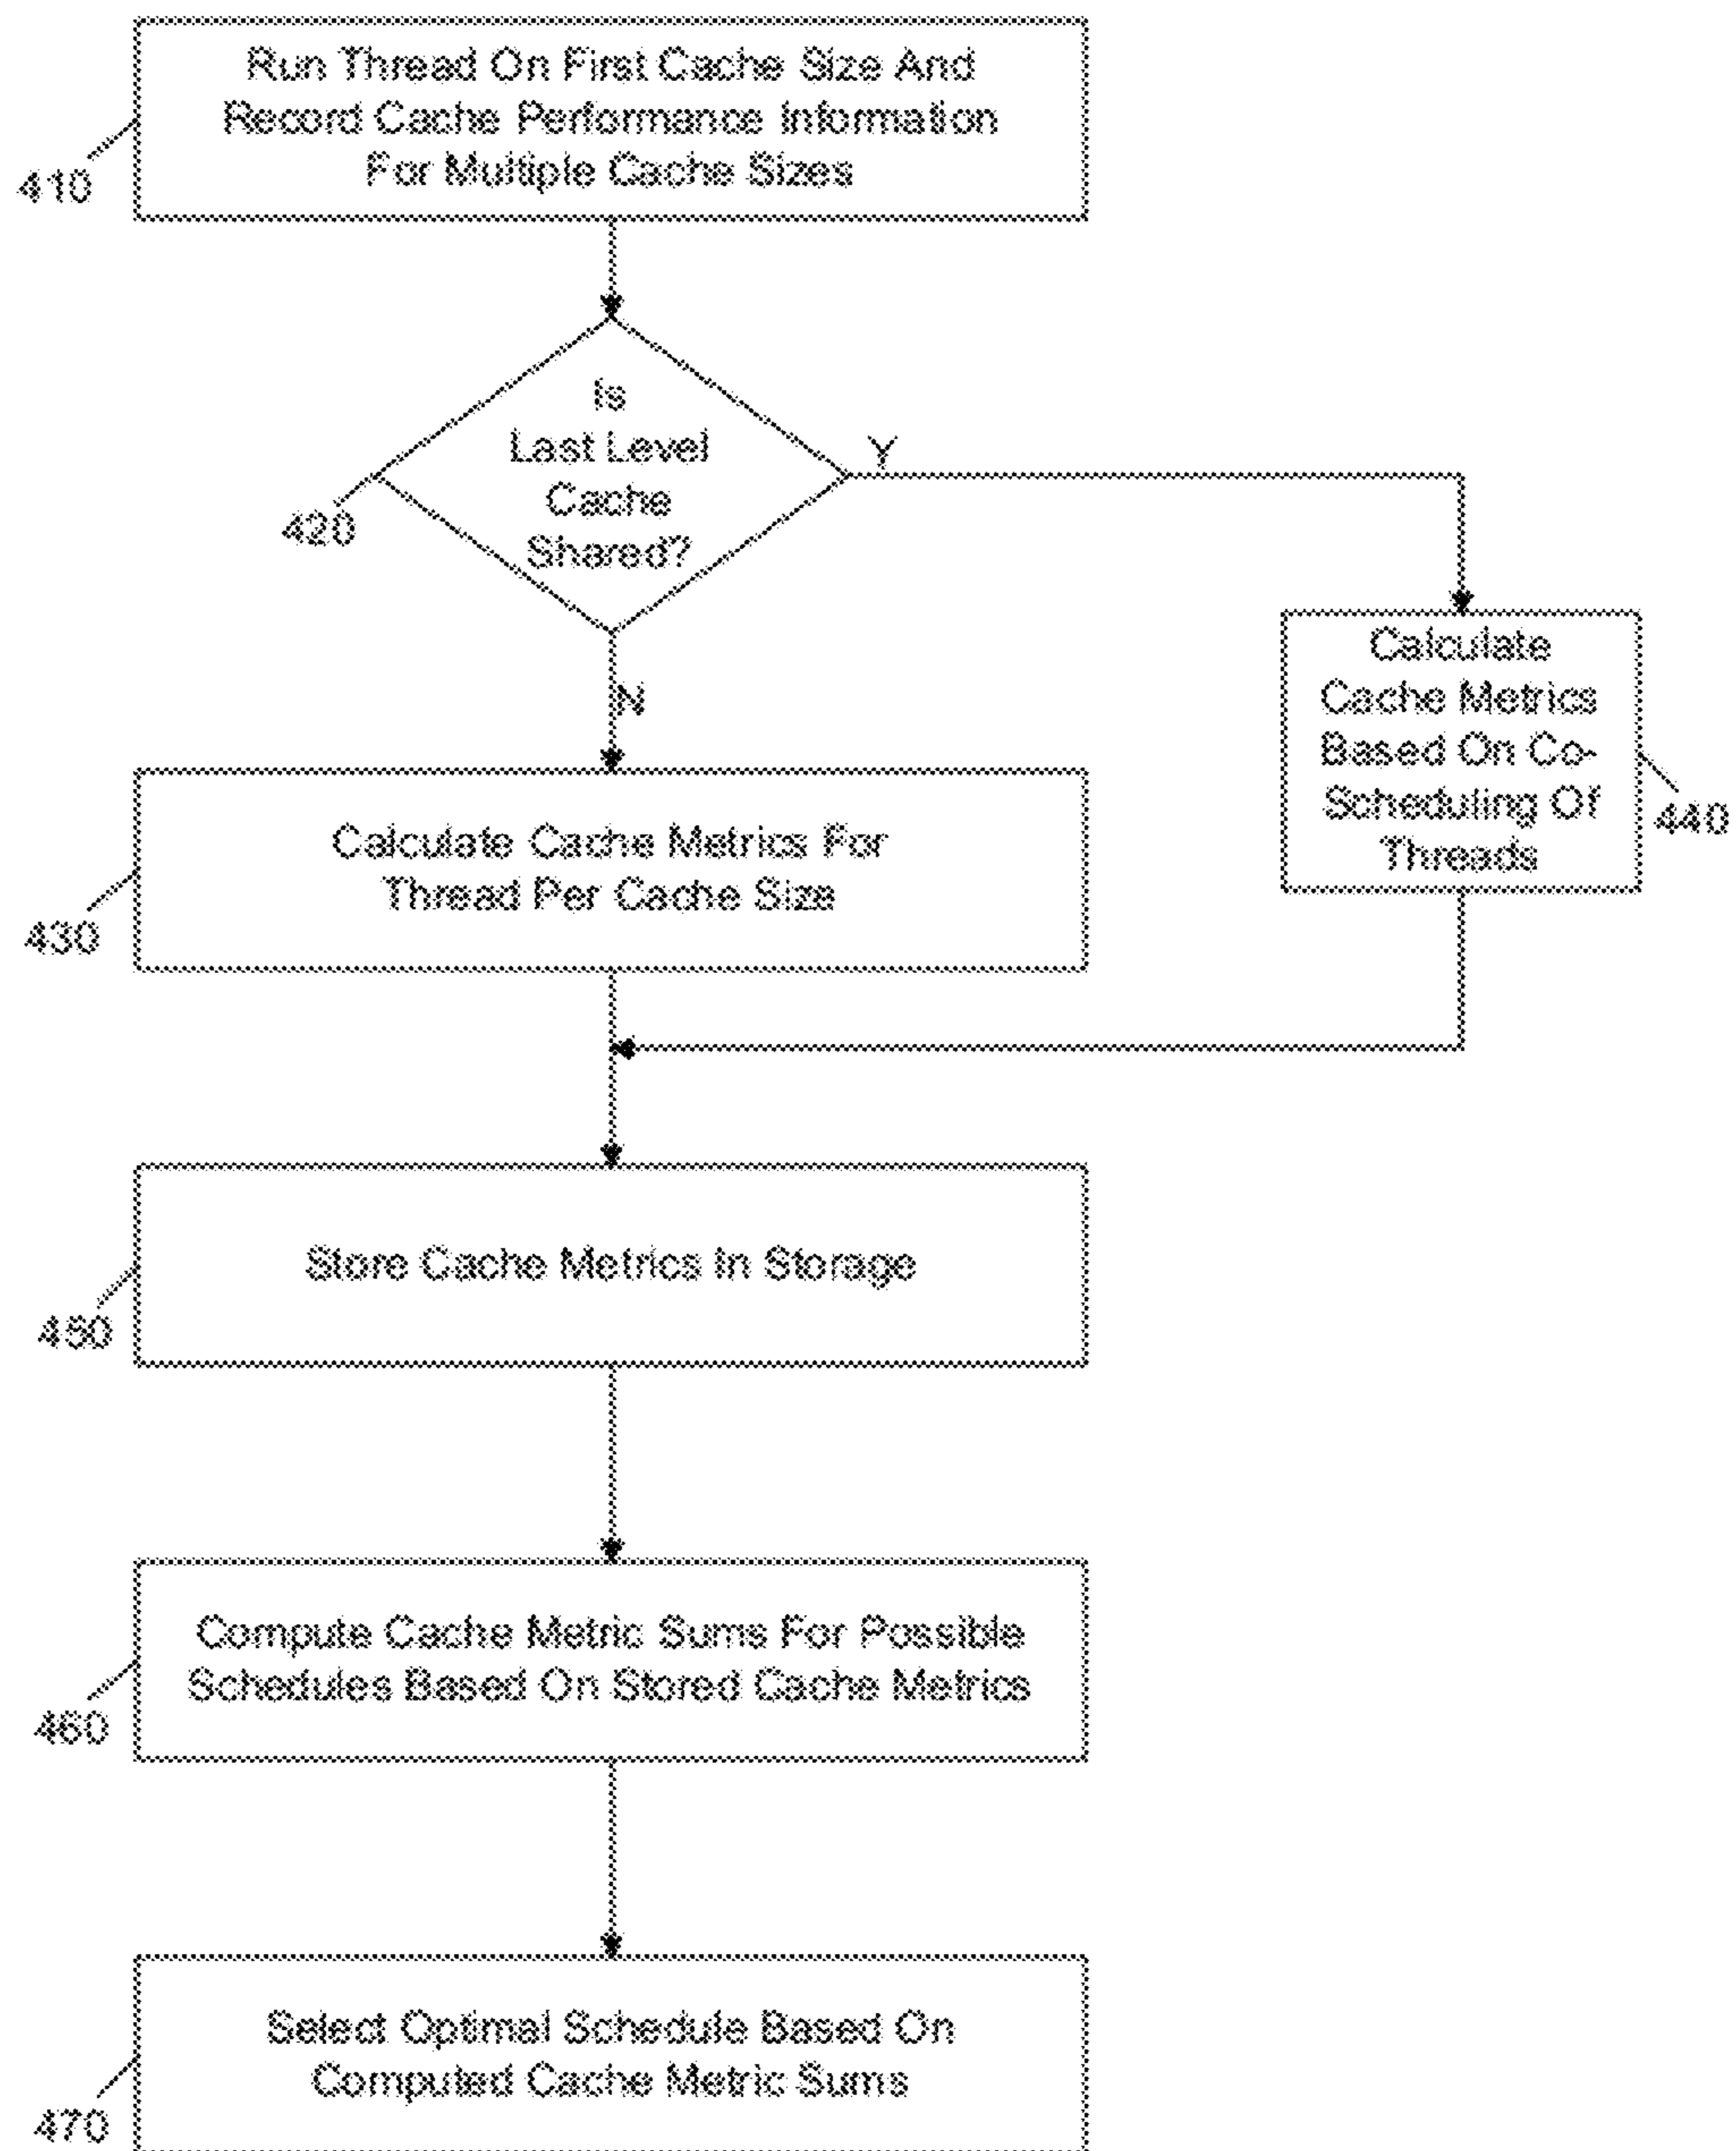 Run Thread On First Cache Size And
Record Cache Performance Information
For Multiple Cache Sizes
410
Is
Last Level
Cache
Shared?
Y
420
N
Calculate
Cache Metrics
Based On Co-
Scheduling Of
Threads
440
Calculate Cache Metrics For
Thread Per Cache Size
430
Store Cache Metrics In Storage
450
Compute Cache Metric Sums For Possible
Schedules Based On Stored Cache Metrics
460
Select Optimal Schedule Based On
Computed Cache Metric Sums
470